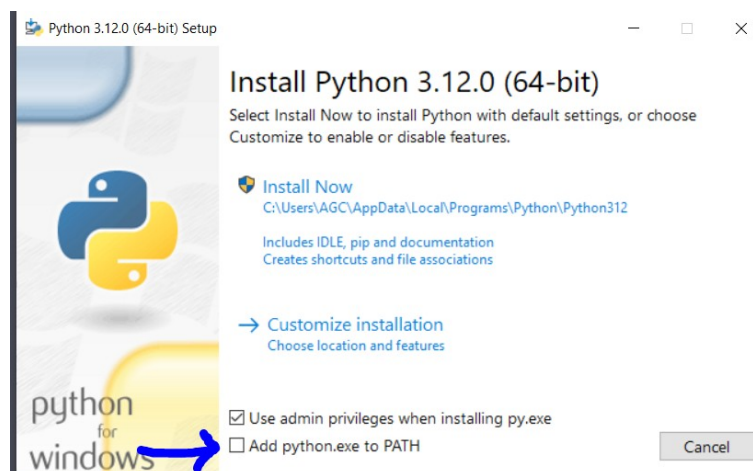 Python 3.12.0 (64-bit) Setup
Install Python 3.12.0 (64-bit)
Select Install Now to install Python with default settings, or choose
Customize to enable or disable features.
Install Now
C:\Users\AGC\AppData\Local\Programs\Python\Python312
Includes IDLE, pip and documentation
Creates shortcuts and file associations
Customize installation
Choose location and features
python
for
windows
Use admin privileges when installing py.exe
Add python.exe to PATH
Cancel